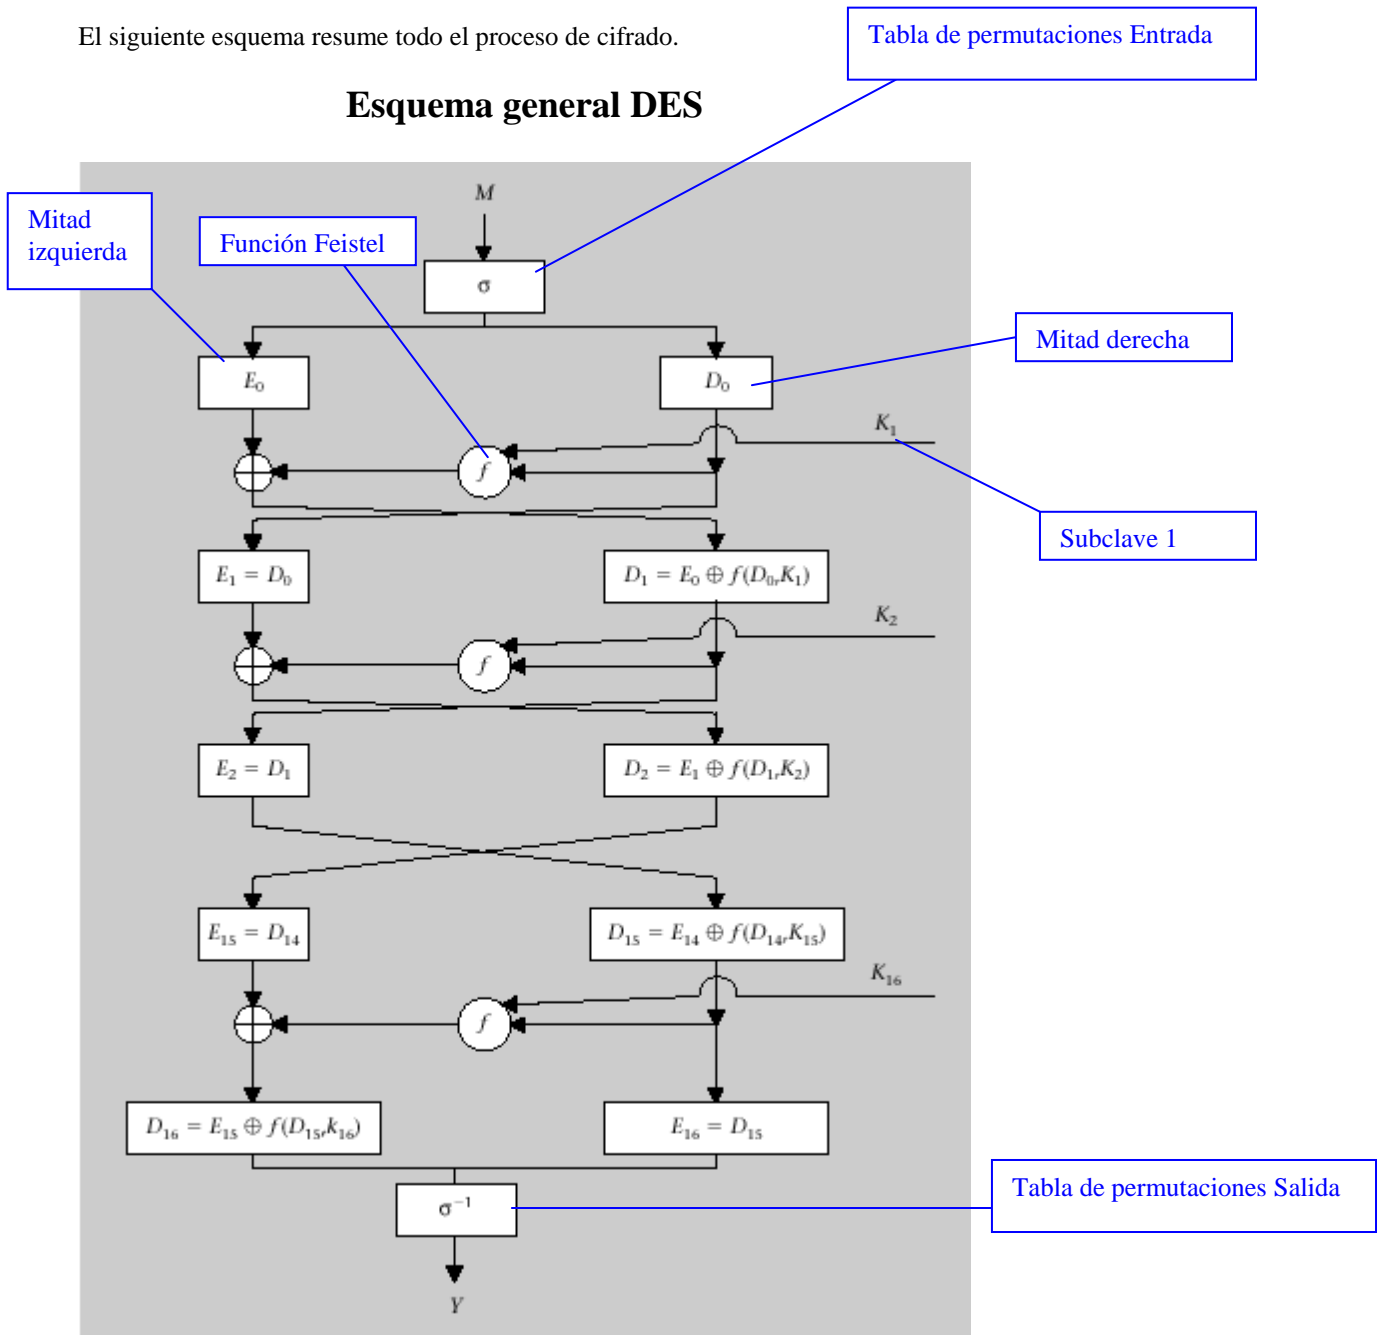 El siguiente esquema resume todo el proceso de cifrado.
Tabla de permutaciones Entrada
Esquema general DES
M
Mitad
izquierda
Función Feistel
σ
Mitad derecha
E₀
D₀
K₁
f
Subclave 1
E₁ = D₀
D₁ = E₀ ⊕ f(D₀,K₁)
K₂
f
E₂ = D₁
D₂ = E₁ ⊕ f(D₁,K₂)
E₁₅ = D₁₄
D₁₅ = E₁₄ ⊕ f(D₁₄,K₁₅)
K₁₆
f
D₁₆ = E₁₅ ⊕ f(D₁₅,k₁₆)
E₁₆ = D₁₅
Tabla de permutaciones Salida
σ⁻¹
Y